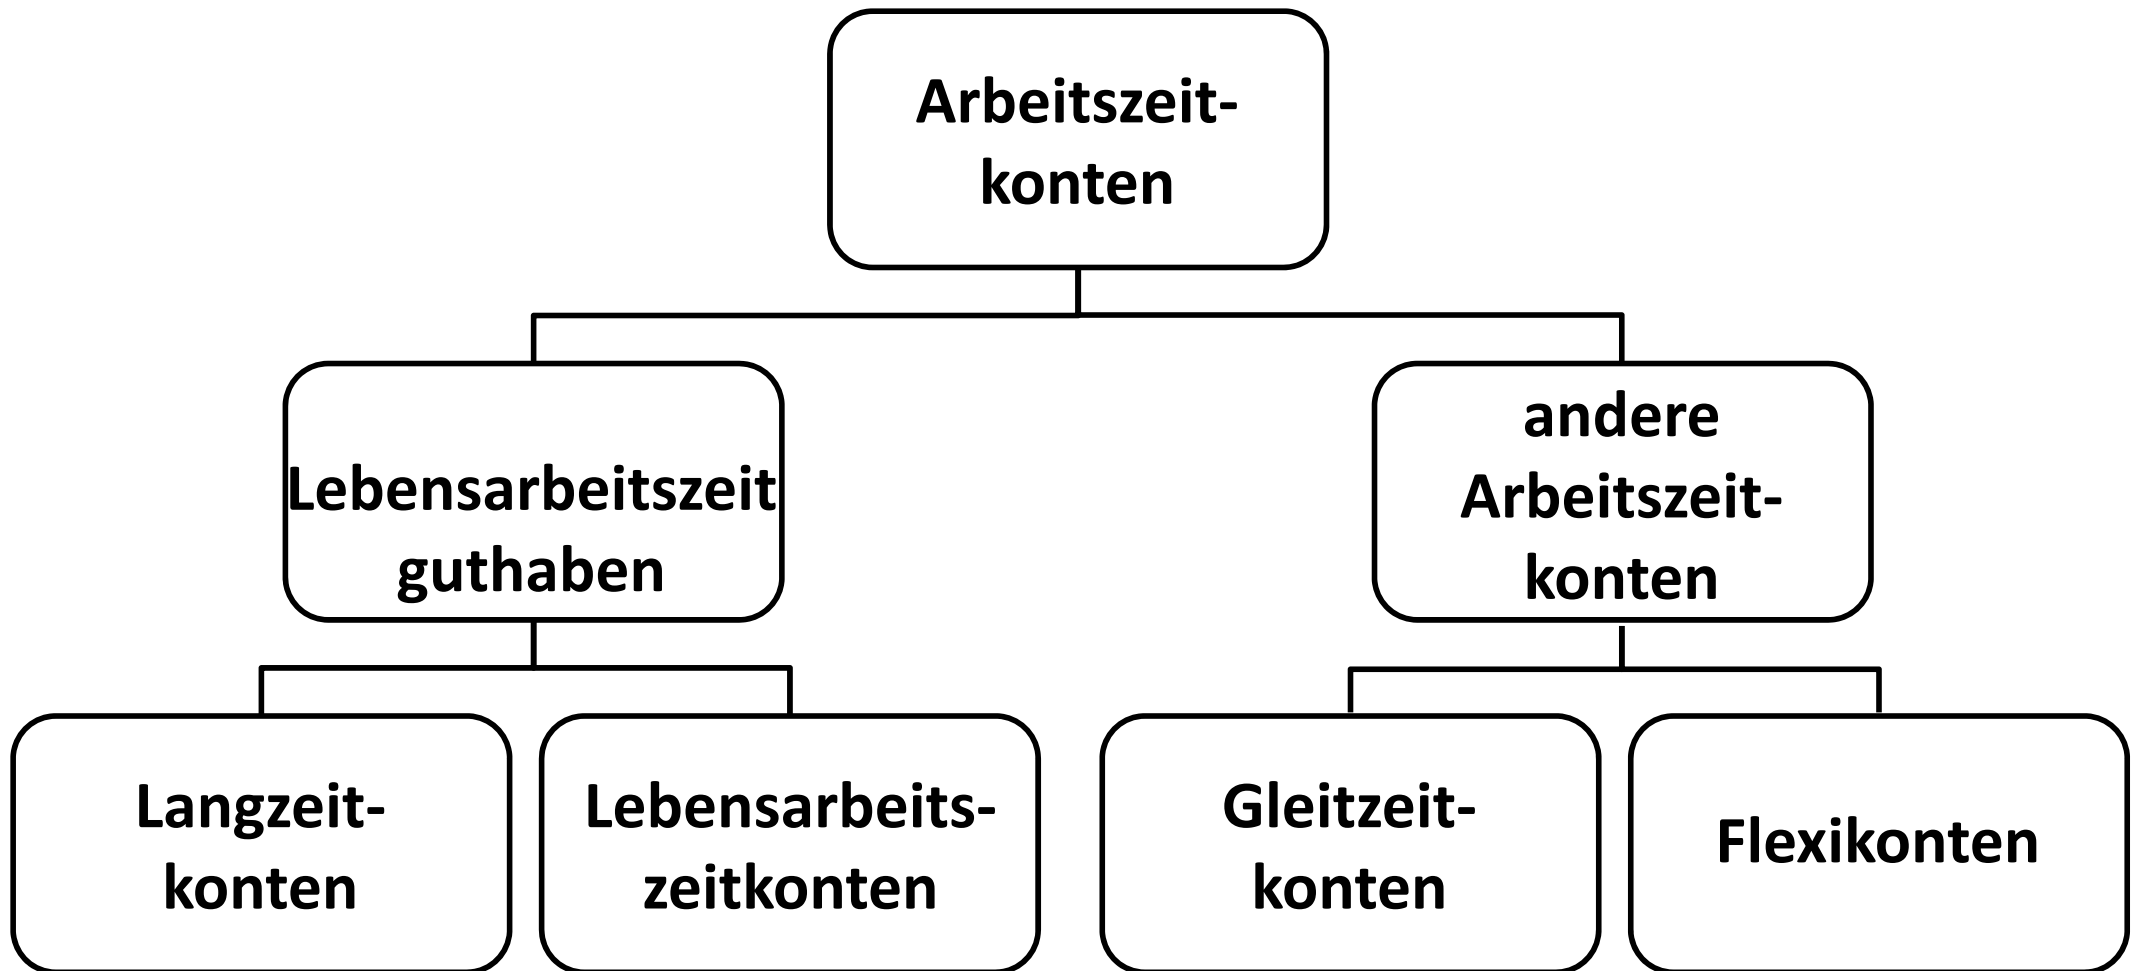 Arbeitszeit-
konten
Lebensarbeitszeit
guthaben
andere
Arbeitszeit-
konten
Langzeit-
konten
Lebensarbeits-
zeitkonten
Gleitzeit-
konten
Flexikonten